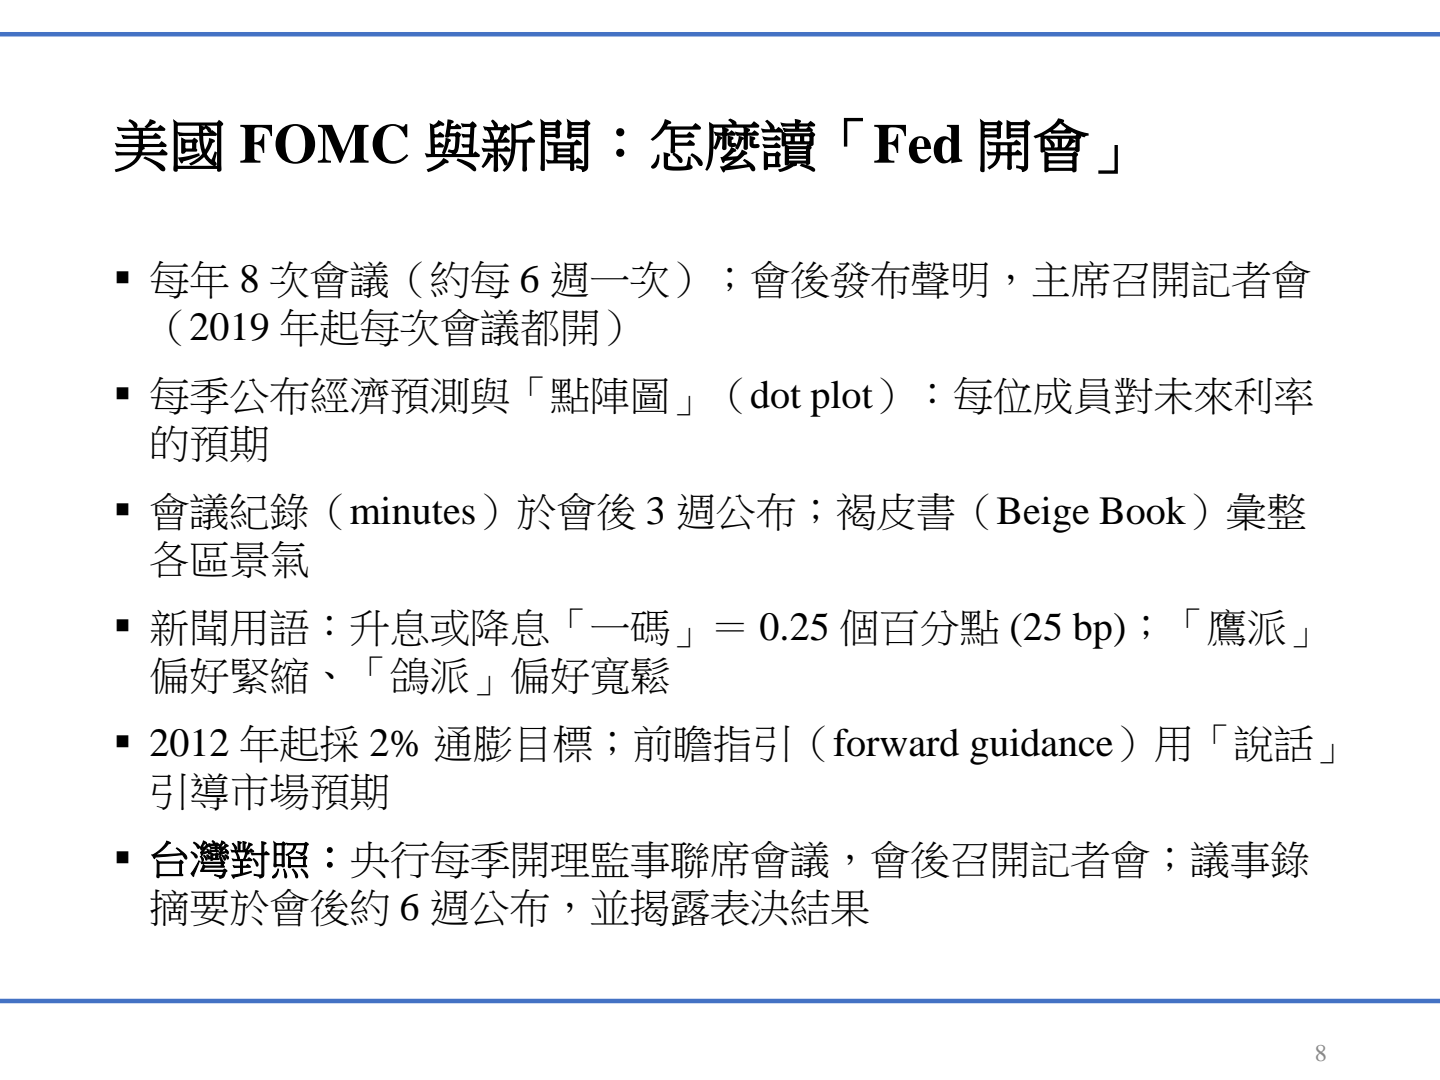 美國 FOMC 與新聞：怎麼讀「Fed 開會」
▪ 每年 8 次會議（約每 6 週一次）；會後發布聲明，主席召開記者會
（2019 年起每次會議都開）
▪ 每季公布經濟預測與「點陣圖」（dot plot）：每位成員對未來利率
的預期
▪ 會議紀錄（minutes）於會後 3 週公布；褐皮書（Beige Book）彙整
各區景氣
▪ 新聞用語：升息或降息「一碼」＝ 0.25 個百分點 (25 bp)；「鷹派」
偏好緊縮、「鴿派」偏好寬鬆
▪ 2012 年起採 2% 通膨目標；前瞻指引（forward guidance）用「說話」
引導市場預期
▪ 台灣對照：央行每季開理監事聯席會議，會後召開記者會；議事錄
摘要於會後約 6 週公布，並揭露表決結果
8